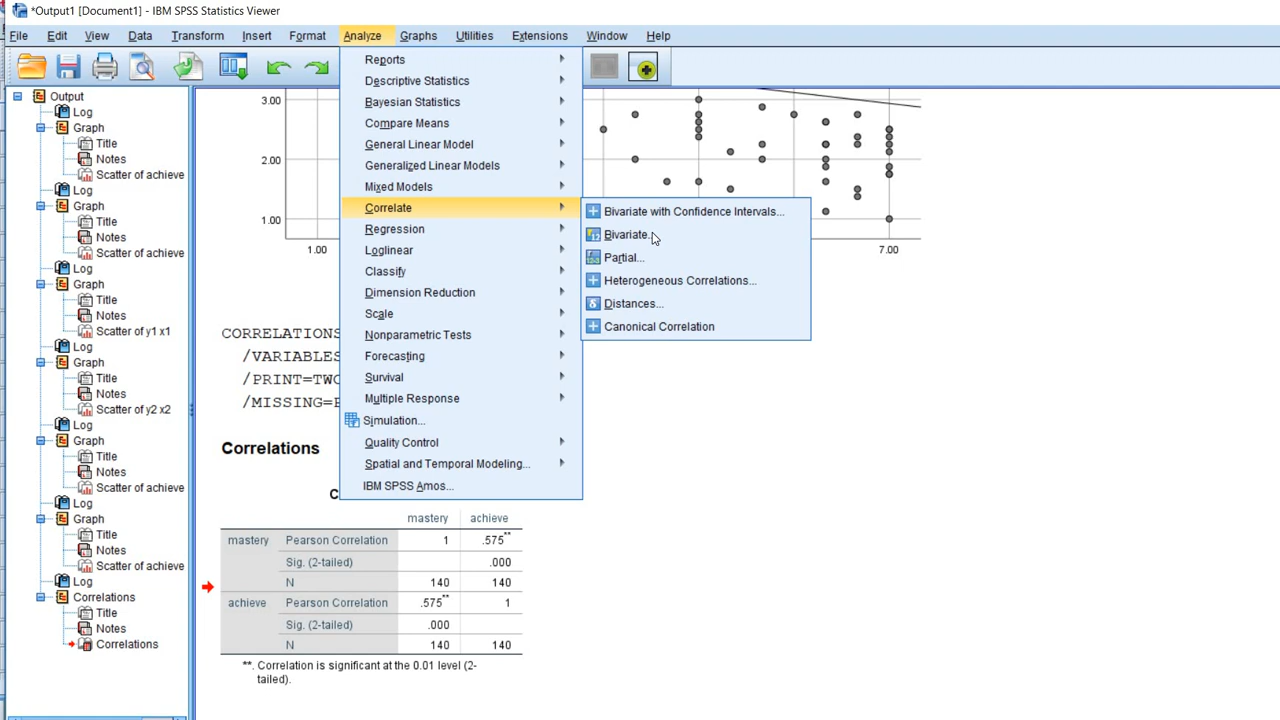 *Output1 [Document1] - IBM SPSS Statistics Viewer
File Edit View Data Transform Insert Format Analyze Graphs Utilities Extensions Window Help
Output
Log
Graph
Title
Notes
Scatter of achieve
Log
Graph
Title
Notes
Scatter of achieve
Log
Graph
Title
Notes
Scatter of y1 x1
Log
Graph
Title
Notes
Scatter of y2 x2
Log
Graph
Title
Notes
Scatter of achieve
Log
Graph
Title
Notes
Scatter of achieve
Log
Correlations
Title
Notes
Correlations
Reports
Descriptive Statistics
Bayesian Statistics
Compare Means
General Linear Model
Generalized Linear Models
Mixed Models
Correlate
Regression
Loglinear
Classify
Dimension Reduction
Scale
Nonparametric Tests
Forecasting
Survival
Multiple Response
Simulation...
Quality Control
Spatial and Temporal Modeling...
IBM SPSS Amos...
Bivariate with Confidence Intervals...
Bivariate...
Partial...
Heterogeneous Correlations...
Distances...
Canonical Correlation
3.00
2.00
1.00
1.00 7.00
CORRELATIONS
/VARIABLES
/PRINT=TWO
/MISSING=
Correlations
mastery achieve
mastery Pearson Correlation 1 .575**
Sig. (2-tailed) .000
N 140 140
achieve Pearson Correlation .575** 1
Sig. (2-tailed) .000
N 140 140
**. Correlation is significant at the 0.01 level (2-
tailed).